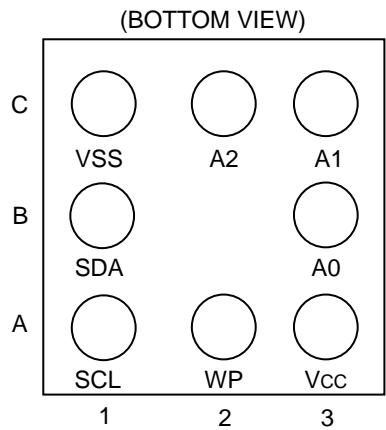 (BOTTOM VIEW)
C
VSS A2 A1
B
SDA A0
A
SCL WP Vcc
1 2 3